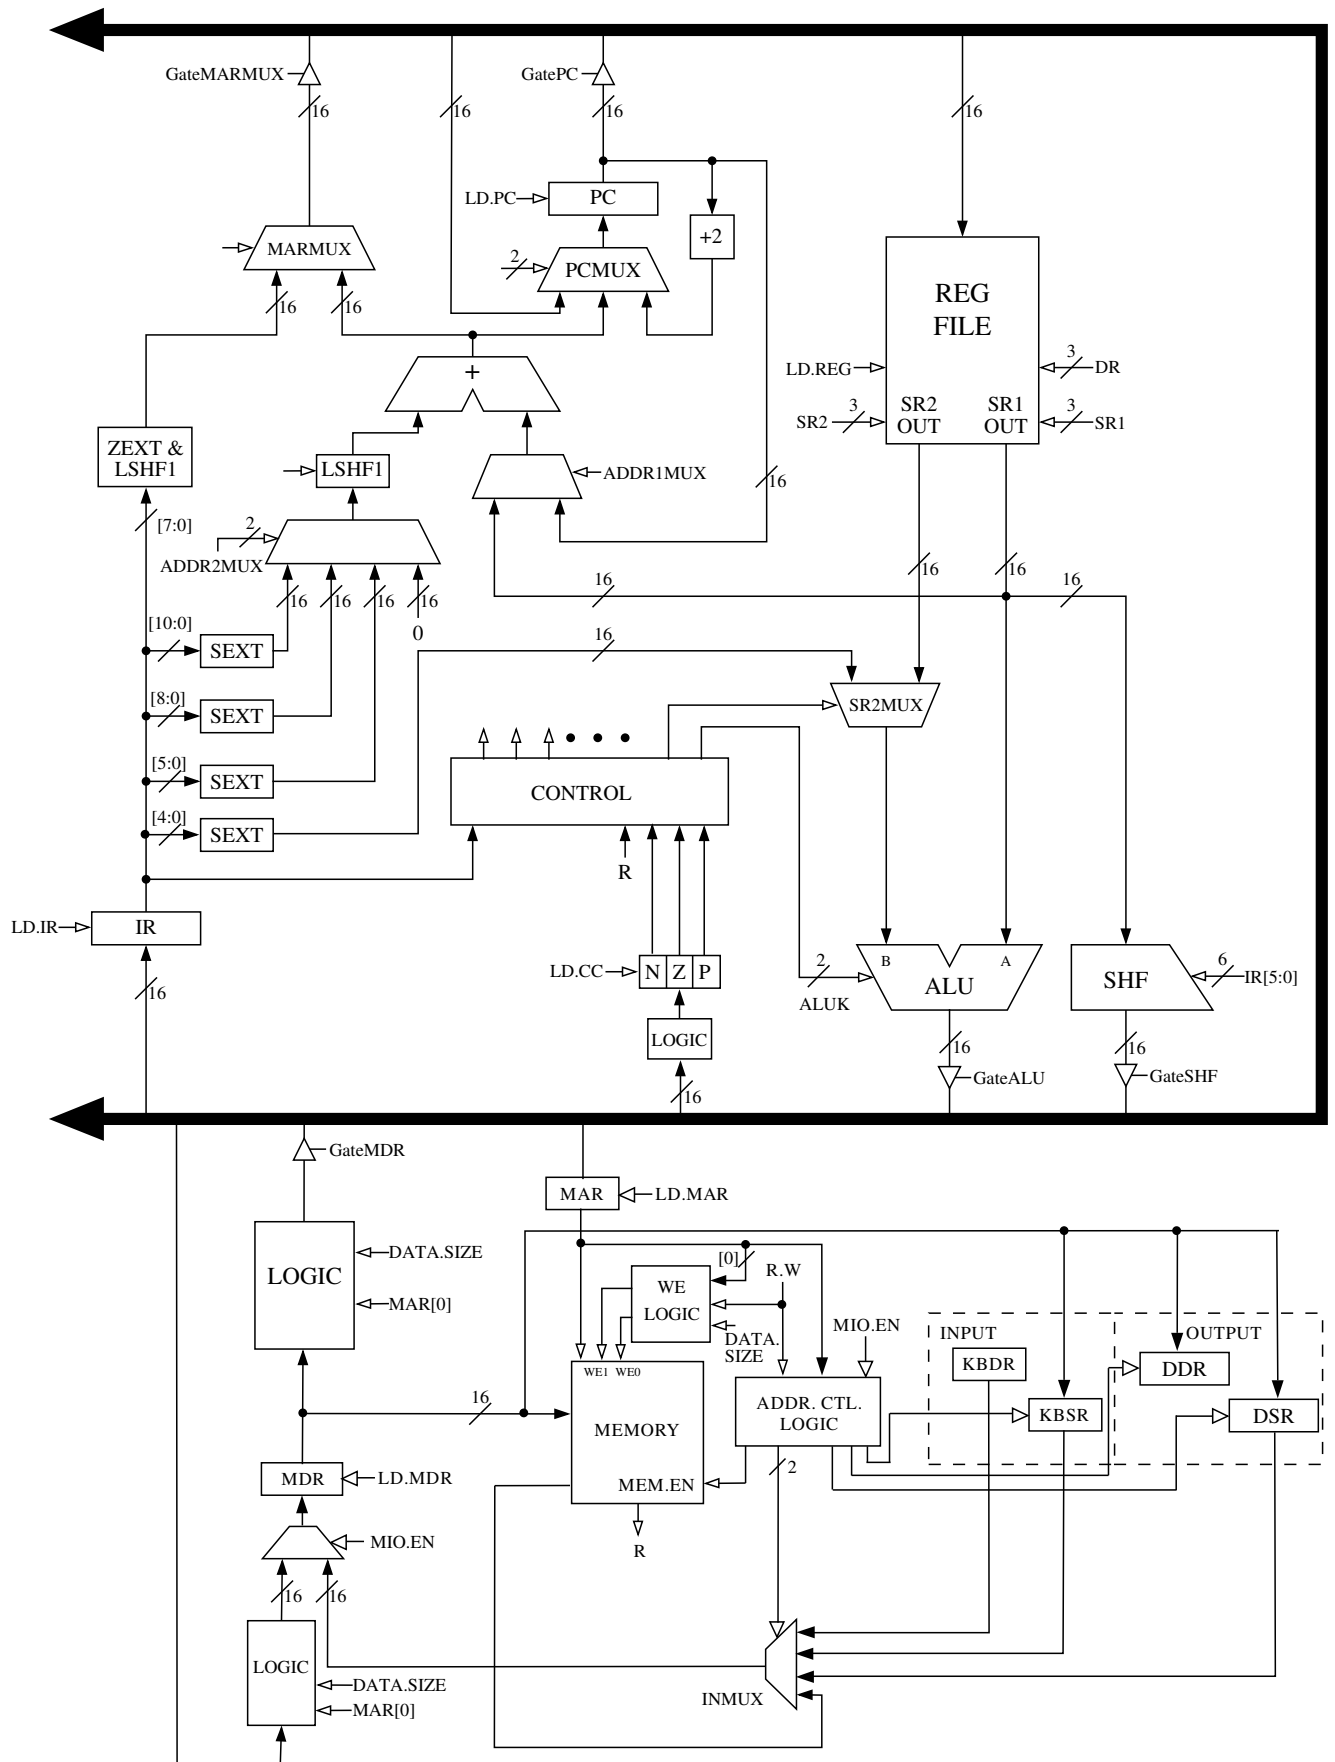 GateMARMUX
GatePC
16
16
16
16
LD.PC
PC
+2
MARMUX
2
PCMUX
16
16
REG
FILE
LD.REG
3
DR
SR2
3
SR2
OUT
SR1
OUT
3
SR1
+
ZEXT &
LSHF1
LSHF1
ADDR1MUX
16
[7:0]
2
ADDR2MUX
16
16
16
16
0
16
16
16
16
[10:0]
SEXT
16
[8:0]
SEXT
SR2MUX
[5:0]
SEXT
CONTROL
[4:0]
SEXT
R
LD.IR
IR
16
LD.CC
N Z P
LOGIC
16
2
ALUK
B
A
ALU
16
GateALU
SHF
6
IR[5:0]
16
GateSHF
GateMDR
MAR
LD.MAR
LOGIC
DATA.SIZE
MAR[0]
[0]
WE
LOGIC
R.W
DATA.
SIZE
MIO.EN
INPUT
KBDR
OUTPUT
DDR
WE1 WE0
MEMORY
MEM.EN
ADDR. CTL.
LOGIC
KBSR
DSR
16
2
MDR
LD.MDR
R
MIO.EN
16
16
LOGIC
DATA.SIZE
MAR[0]
INMUX